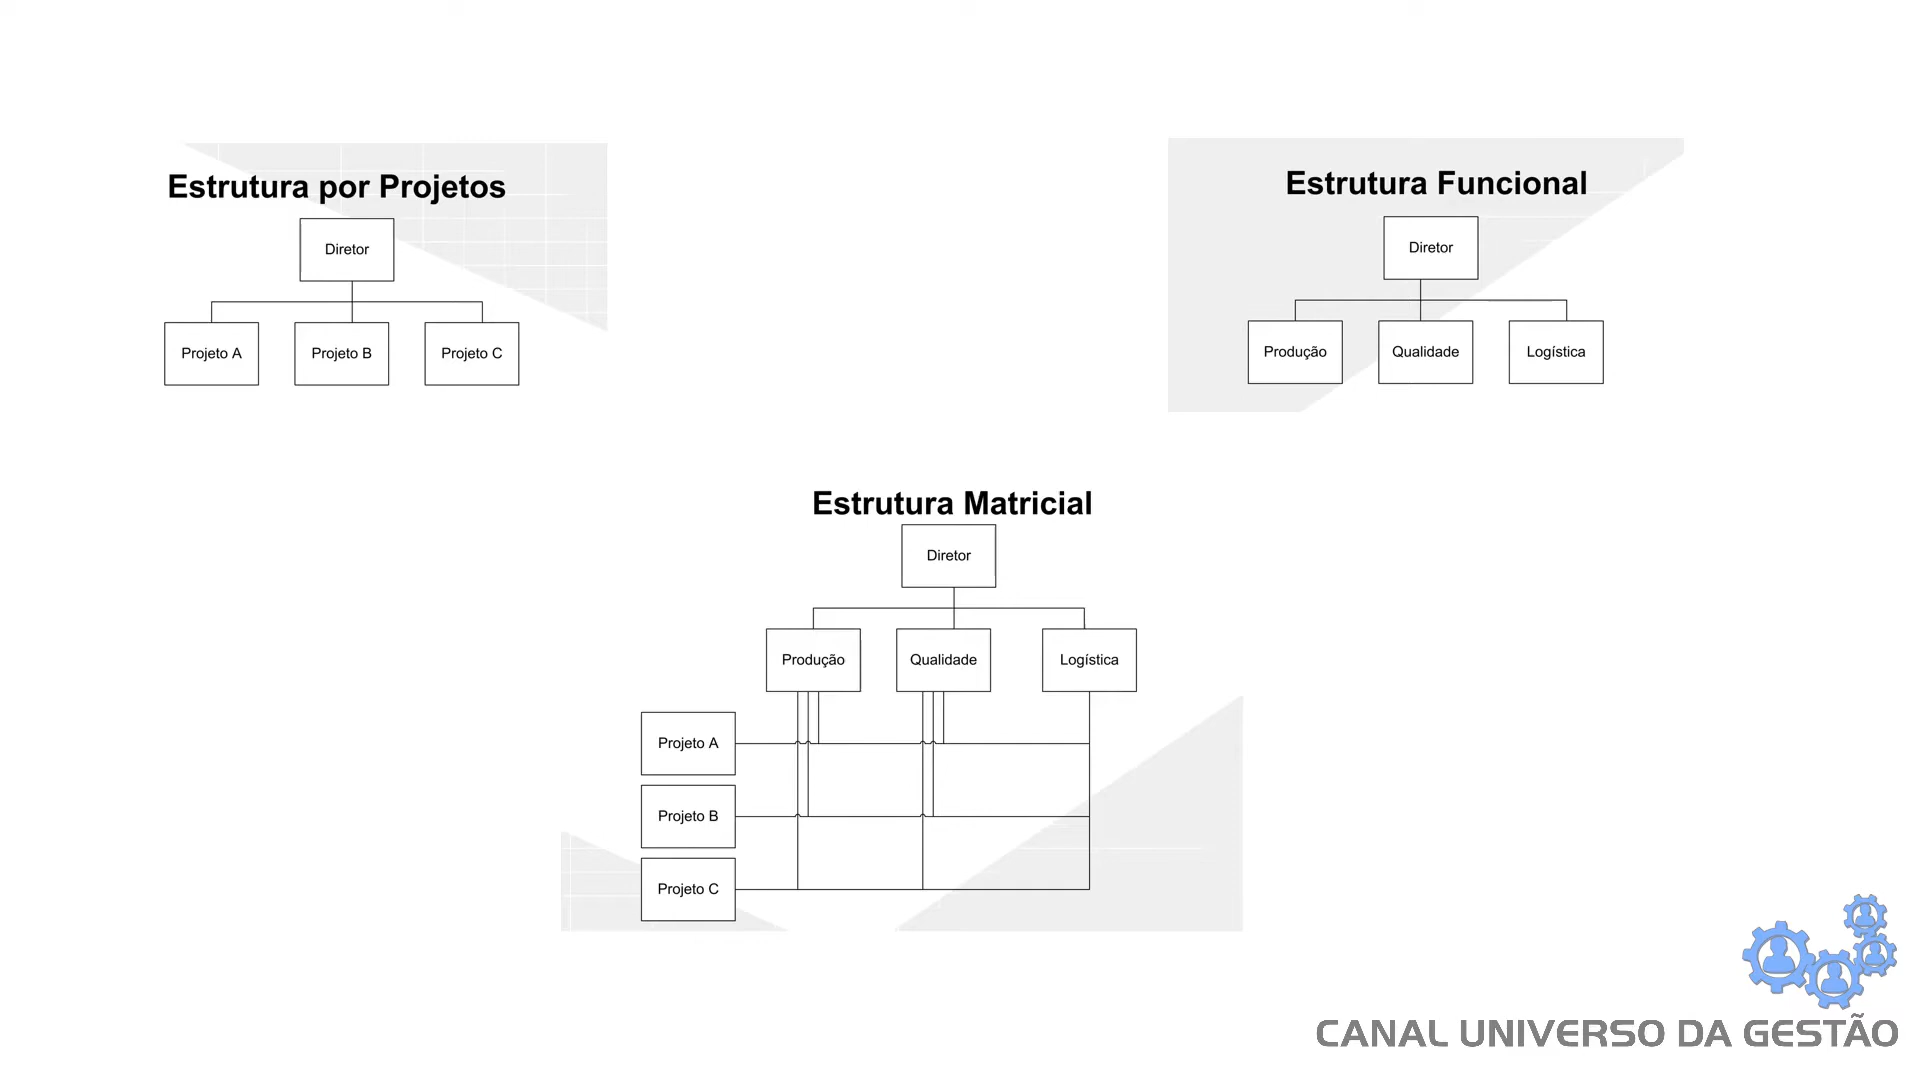 Estrutura por Projetos
Diretor
Projeto A
Projeto B
Projeto C
Estrutura Funcional
Diretor
Produção
Qualidade
Logística
Estrutura Matricial
Diretor
Produção
Qualidade
Logística
Projeto A
Projeto B
Projeto C
CANAL UNIVERSO DA GESTÃO